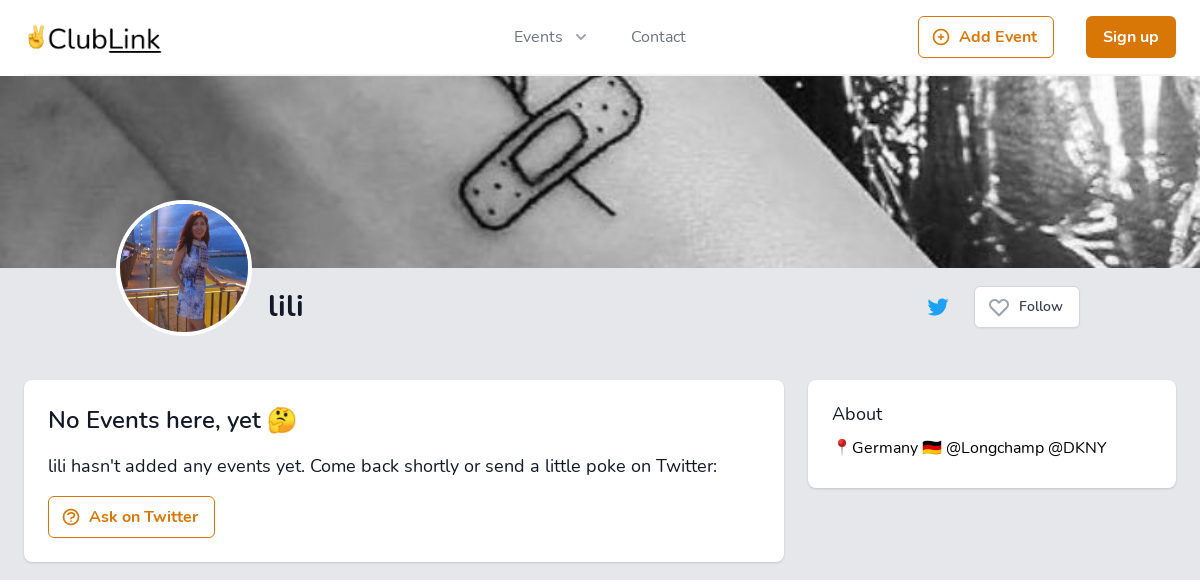 ✌️ClubLink
Events
Contact
Add Event
Sign up
lili
Follow
No Events here, yet 🤔
lili hasn't added any events yet. Come back shortly or send a little poke on Twitter:
Ask on Twitter
About
📍Germany 🇩🇪 @Longchamp @DKNY